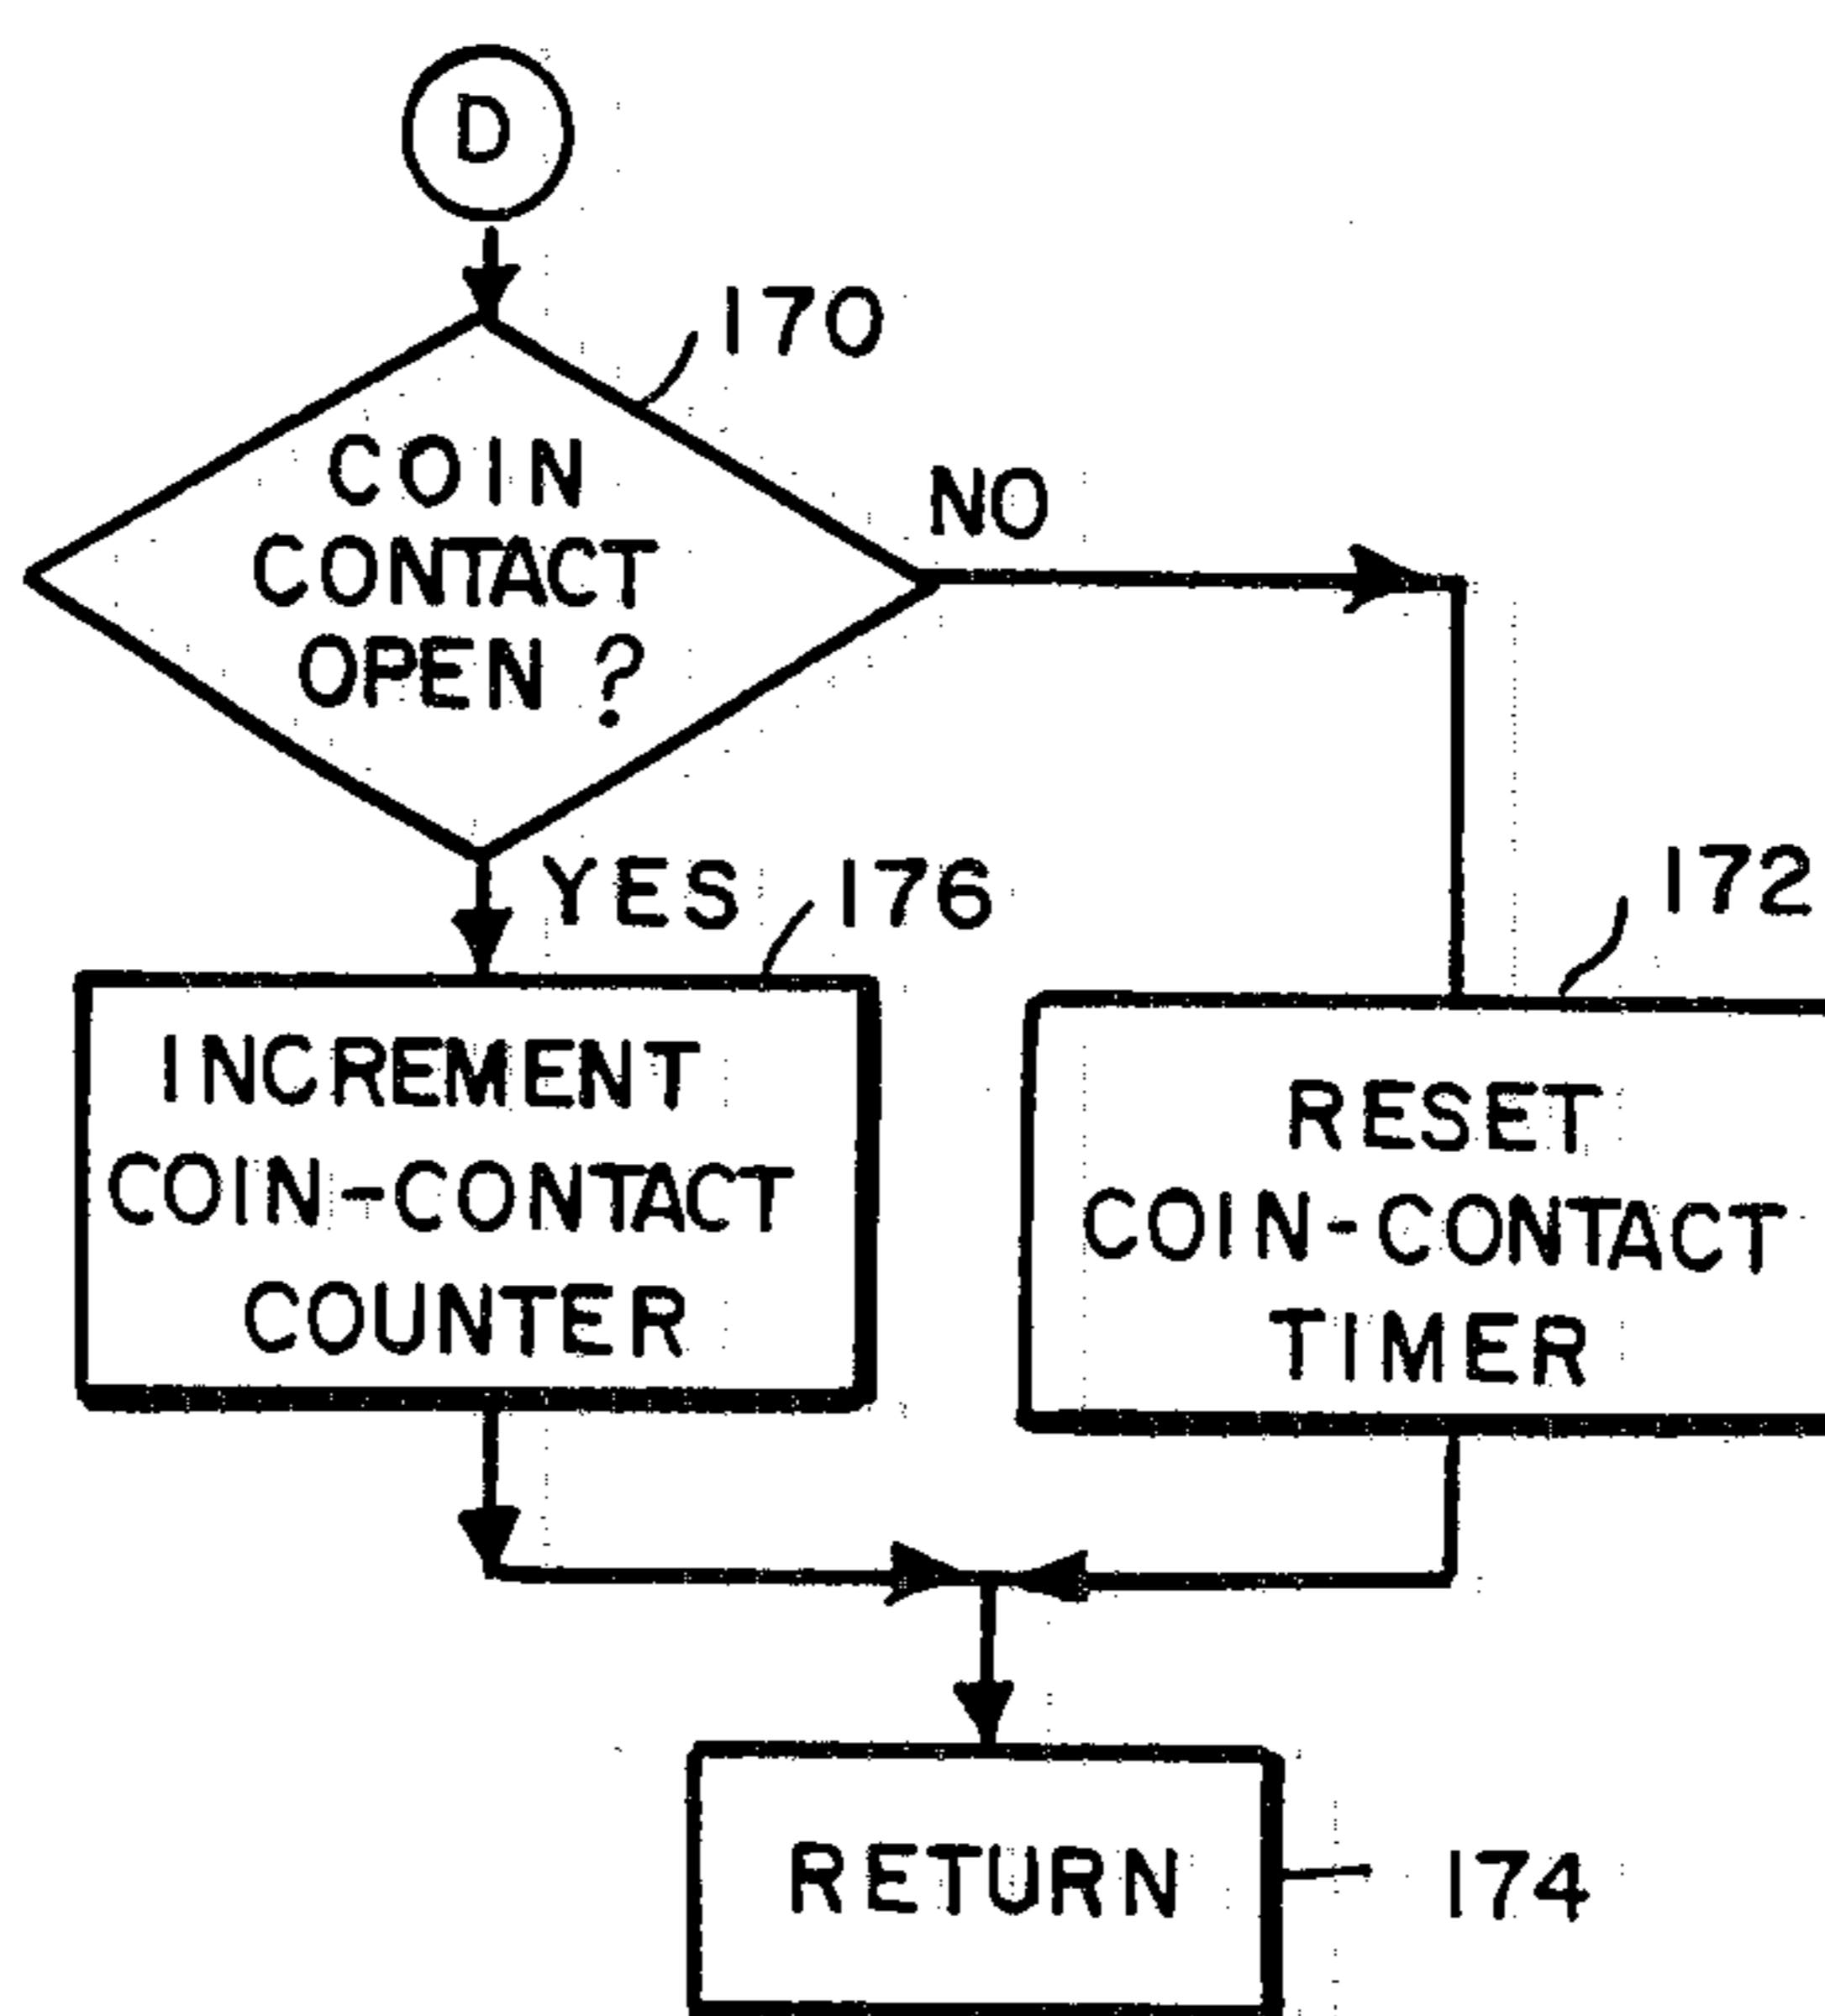 D
170
COIN
CONTACT
OPEN ?
NO
YES
176
172
INCREMENT
COIN-CONTACT
COUNTER
RESET
COIN-CONTACT
TIMER
RETURN
174